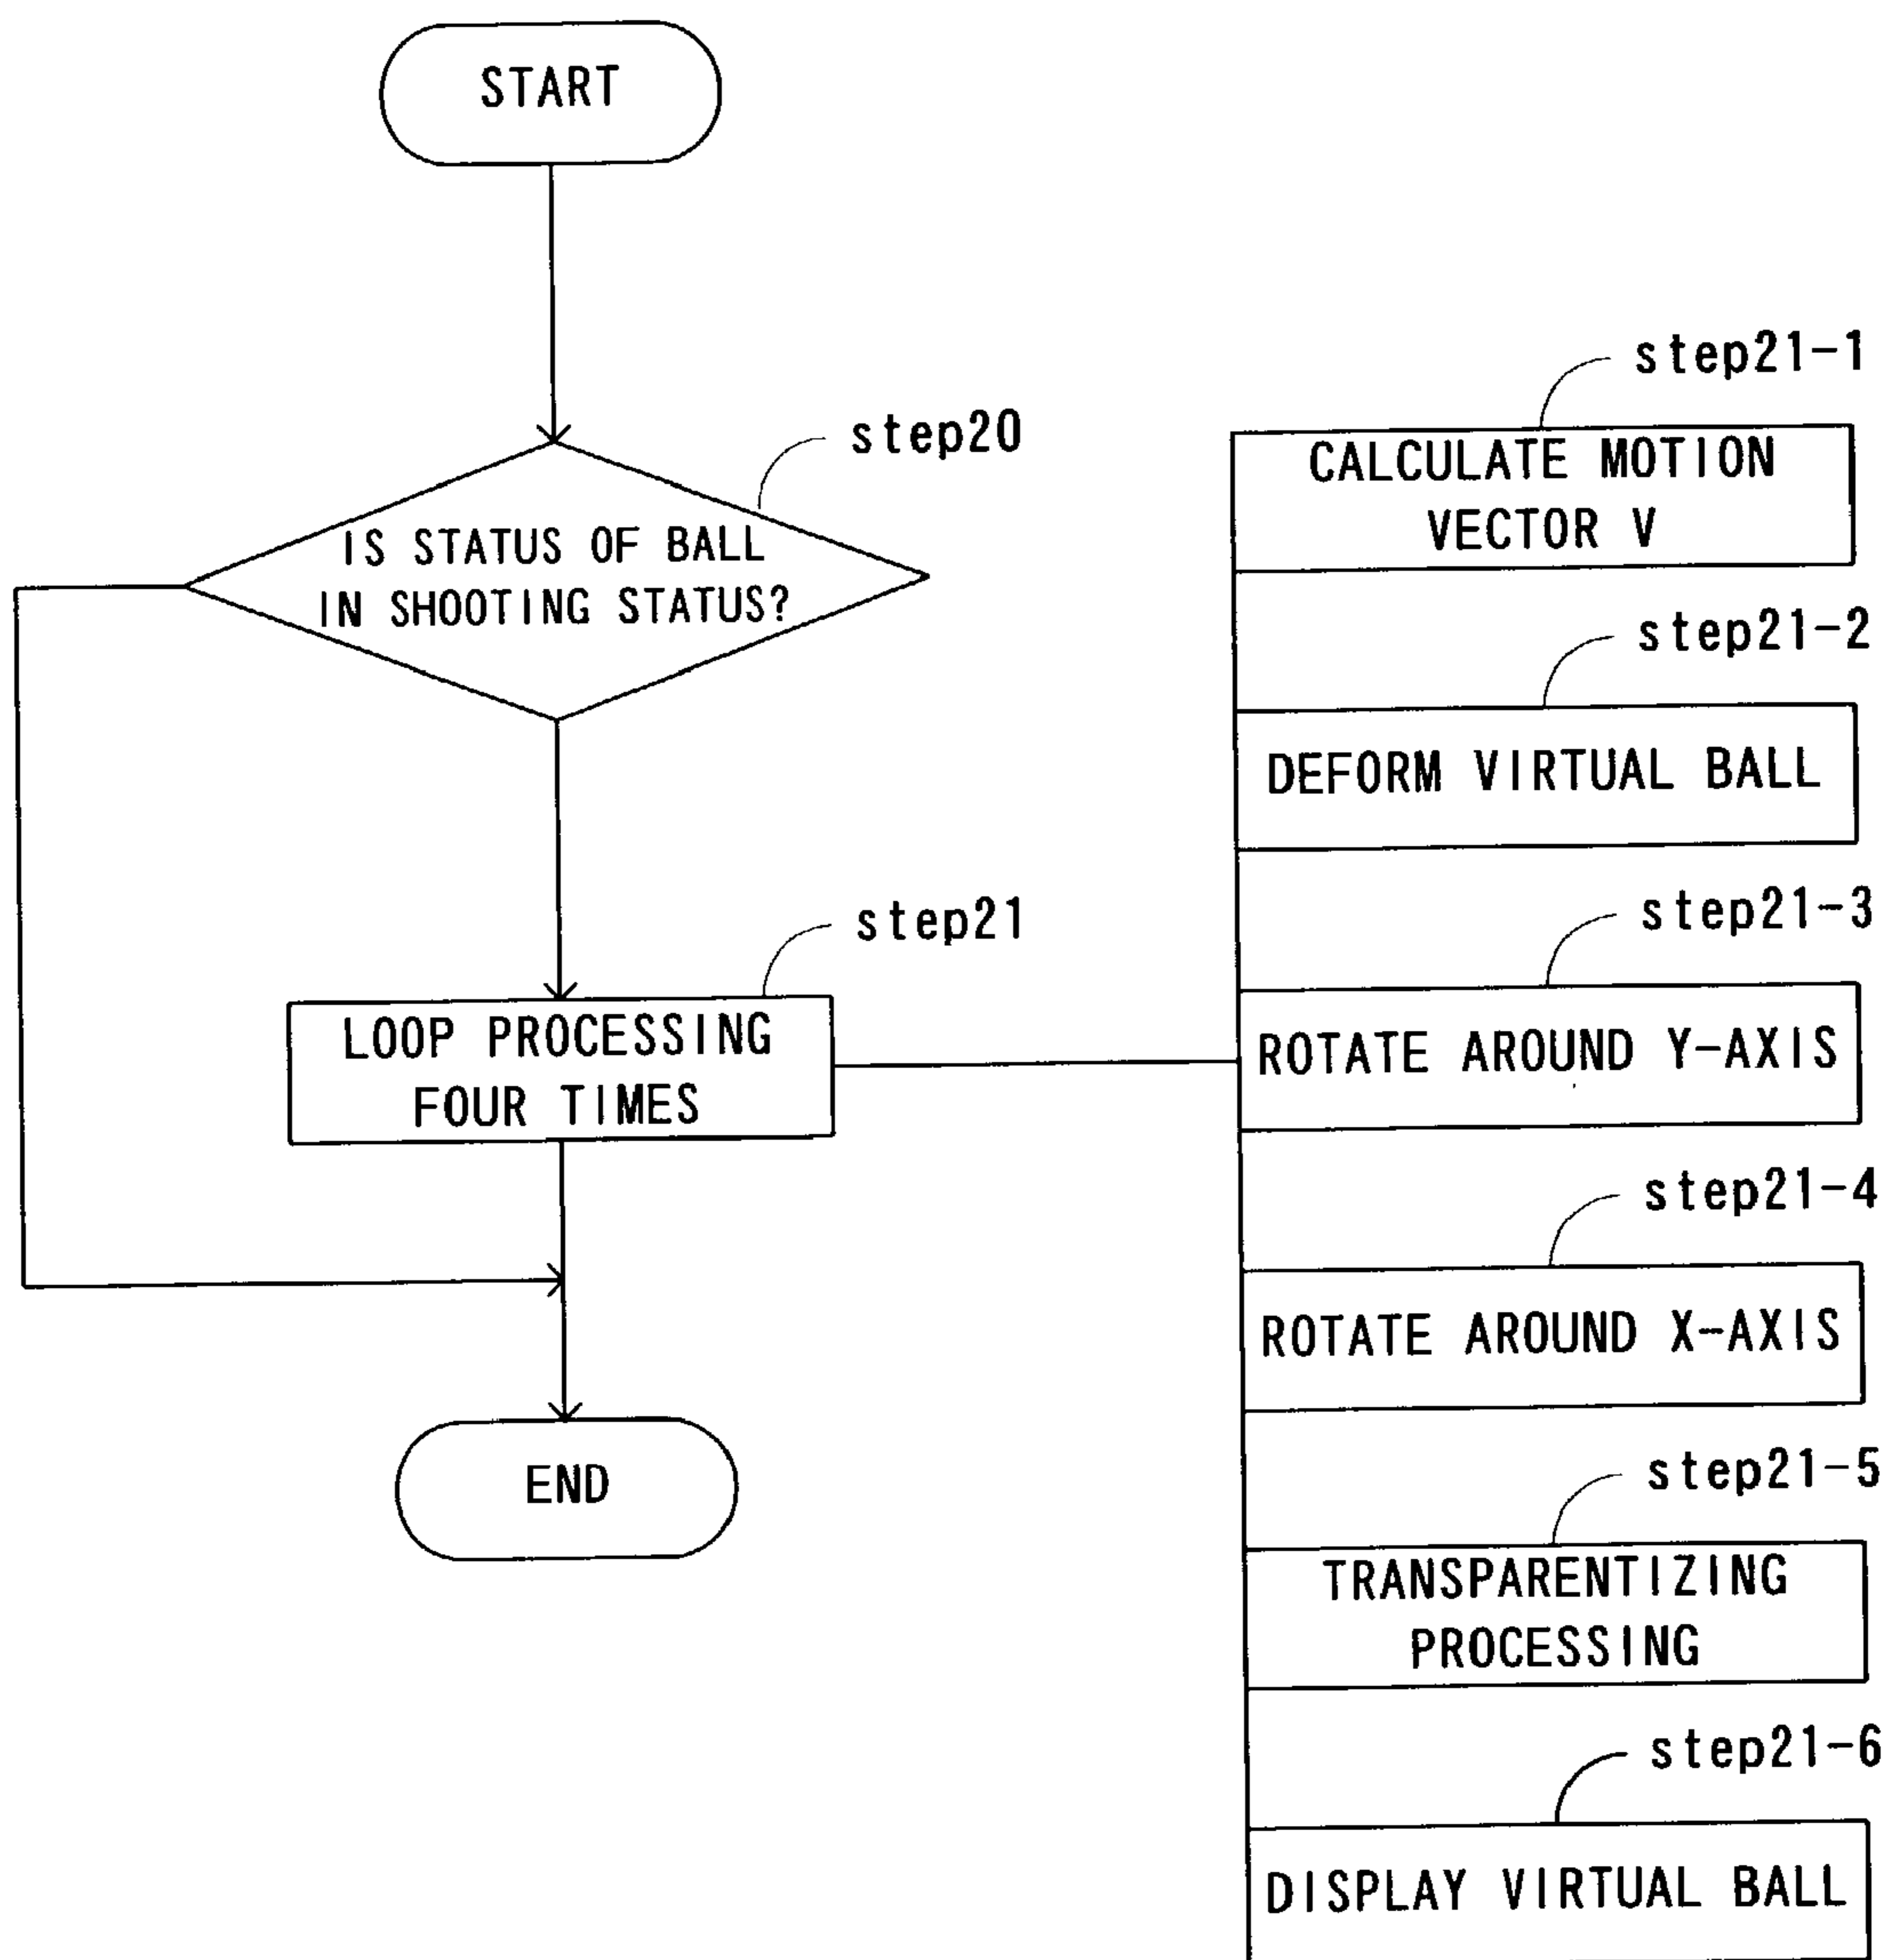 START
step20
IS STATUS OF BALL
IN SHOOTING STATUS?
step21
LOOP PROCESSING
FOUR TIMES
END
step21-1
CALCULATE MOTION
VECTOR V
step21-2
DEFORM VIRTUAL BALL
step21-3
ROTATE AROUND Y-AXIS
step21-4
ROTATE AROUND X-AXIS
step21-5
TRANSPARENTIZING
PROCESSING
step21-6
DISPLAY VIRTUAL BALL